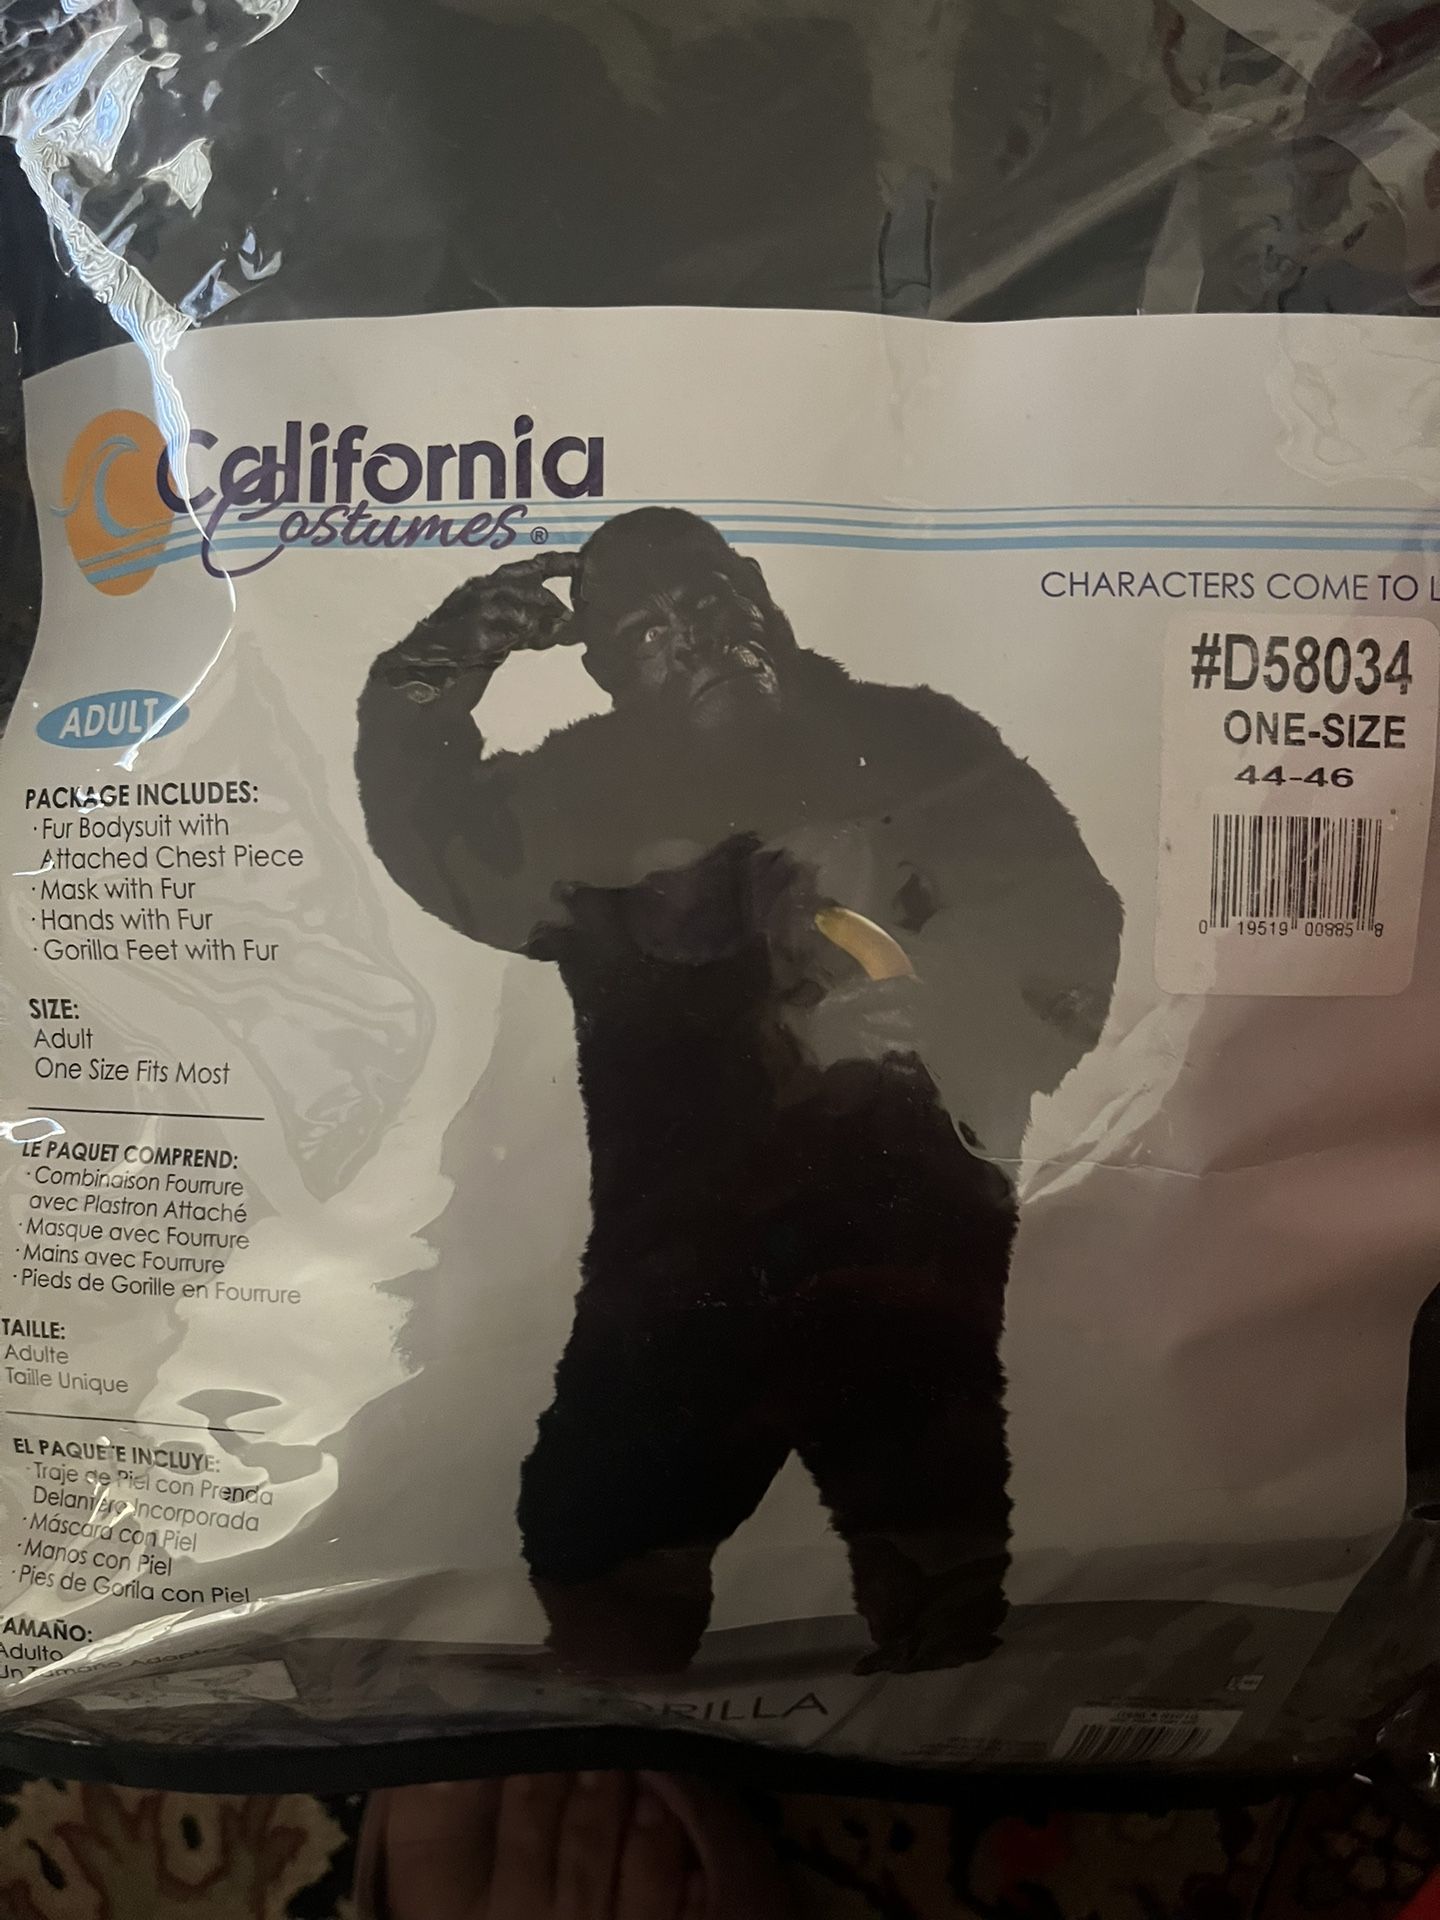 California
Costumes®
CHARACTERS COME TO L
#D58034
ONE-SIZE
44-46
0 19519 00885 8
ADULT
PACKAGE INCLUDES:
· Fur Bodysuit with
Attached Chest Piece
· Mask with Fur
· Hands with Fur
· Gorilla Feet with Fur
SIZE:
Adult
One Size Fits Most
LE PAQUET COMPREND:
· Combinaison Fourrure
avec Plastron Attaché
· Masque avec Fourrure
· Mains avec Fourrure
· Pieds de Gorille en Fourrure
TAILLE:
Adulte
Taille Unique
EL PAQUETE INCLUYE:
· Traje de Piel con Prenda
Delantera Incorporada
· Máscara con Piel
· Manos con Piel
· Pies de Gorila con Piel
AMAÑO:
Adulto
Un Tamaño
RILLA